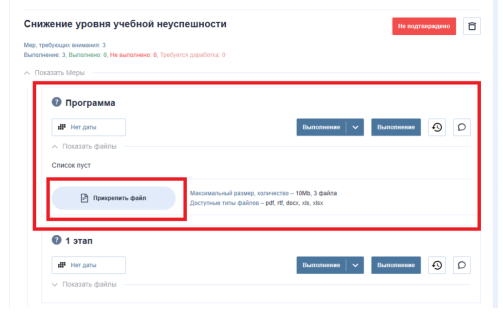 Снижение уровня учебной неуспешности
Не подтверждено
Мер, требующих внимания: 3
Выполнение: 3, Выполнено: 0, Не выполнено: 0, Требуется доработка: 0
Показать Меры
Программа
Нет даты
Выполнение
Выполнение
Показать файлы
Список пуст
Прикрепить файл
Максимальный размер, количество – 10Mb, 3 файла
Доступные типы файлов – pdf, rtf, docx, xls, xlsx
1 этап
Нет даты
Выполнение
Выполнение
Показать файлы